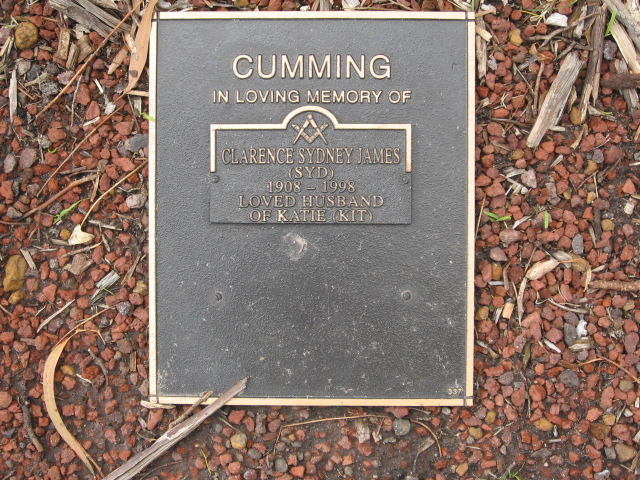 CUMMING
IN LOVING MEMORY OF
CLARENCE SYDNEY JAMES
(SYD)
1908 – 1998
LOVED HUSBAND
OF KATIE (KIT)
337